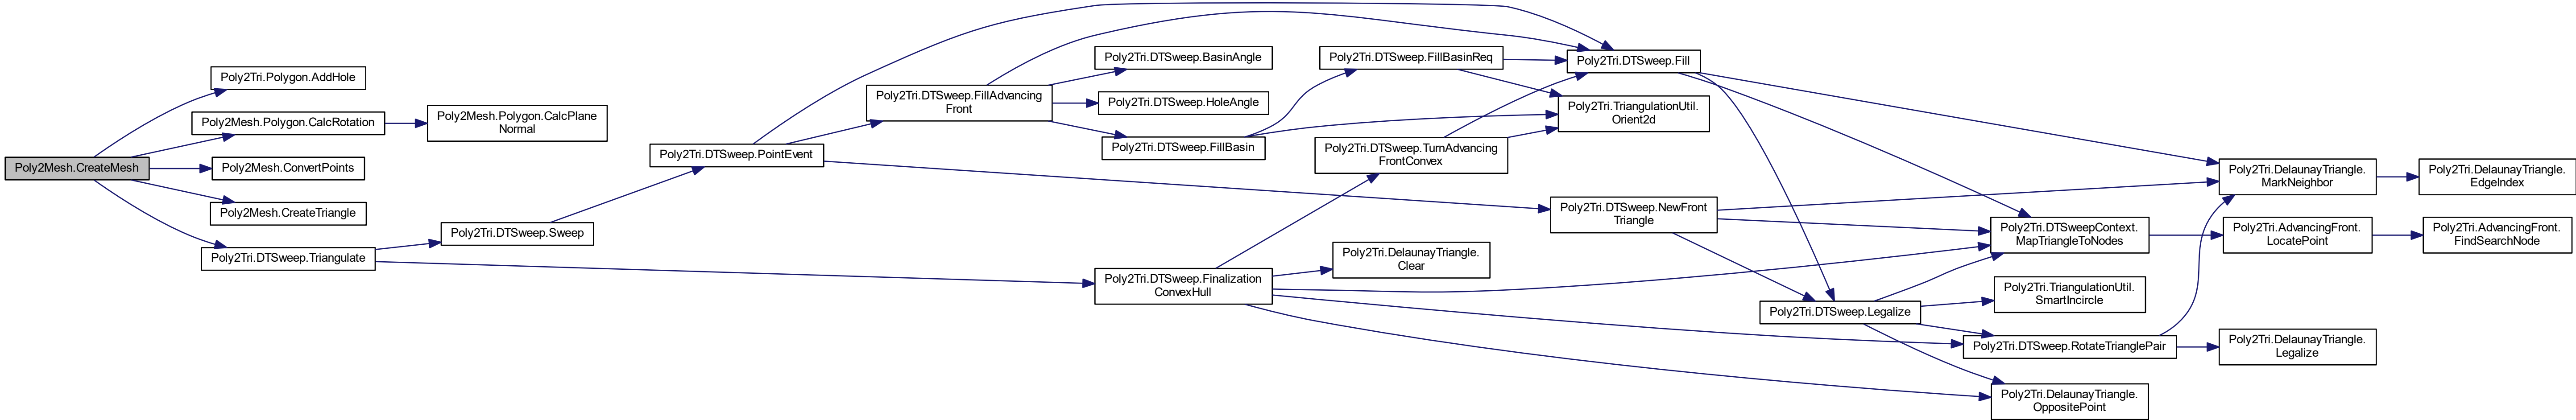 Poly2Mesh.CreateMesh
Poly2Tri.Polygon.AddHole
Poly2Mesh.Polygon.CalcRotation
Poly2Mesh.ConvertPoints
Poly2Mesh.CreateTriangle
Poly2Tri.DTSweep.Triangulate
Poly2Mesh.Polygon.CalcPlane
Normal
Poly2Tri.DTSweep.Sweep
Poly2Tri.DTSweep.PointEvent
Poly2Tri.DTSweep.FillAdvancing
Front
Poly2Tri.DTSweep.BasinAngle
Poly2Tri.DTSweep.HoleAngle
Poly2Tri.DTSweep.FillBasin
Poly2Tri.DTSweep.Finalization
ConvexHull
Poly2Tri.DTSweep.FillBasinReq
Poly2Tri.DTSweep.TurnAdvancing
FrontConvex
Poly2Tri.DelaunayTriangle.
Clear
Poly2Tri.DTSweep.Fill
Poly2Tri.TriangulationUtil.
Orient2d
Poly2Tri.DTSweep.NewFront
Triangle
Poly2Tri.DTSweep.Legalize
Poly2Tri.DTSweepContext.
MapTriangleToNodes
Poly2Tri.TriangulationUtil.
SmartIncircle
Poly2Tri.DTSweep.RotateTrianglePair
Poly2Tri.DelaunayTriangle.
OppositePoint
Poly2Tri.DelaunayTriangle.
MarkNeighbor
Poly2Tri.AdvancingFront.
LocatePoint
Poly2Tri.DelaunayTriangle.
Legalize
Poly2Tri.DelaunayTriangle.
EdgeIndex
Poly2Tri.AdvancingFront.
FindSearchNode